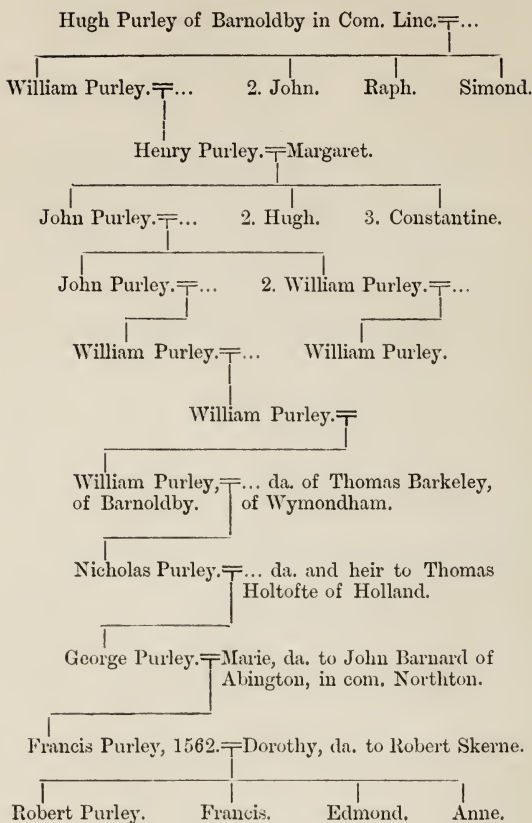 Hugh Purley of Barnoldby in Com. Linc.=...
William Purley.=... 2. John. Raph. Simond.
Henry Purley.=Margaret.
John Purley.=... 2. Hugh. 3. Constantine.
John Purley.=... 2. William Purley.=...
William Purley.=... William Purley.
William Purley.=
William Purley,=... da. of Thomas Barkeley,
of Barnoldby. of Wymondham.
Nicholas Purley.=... da. and heir to Thomas
Holtofte of Holland.
George Purley.=Marie, da. to John Barnard of
Abington, in com. Northton.
Francis Purley, 1562.=Dorothy, da. to Robert Skerne.
Robert Purley. Francis. Edmond. Anne.